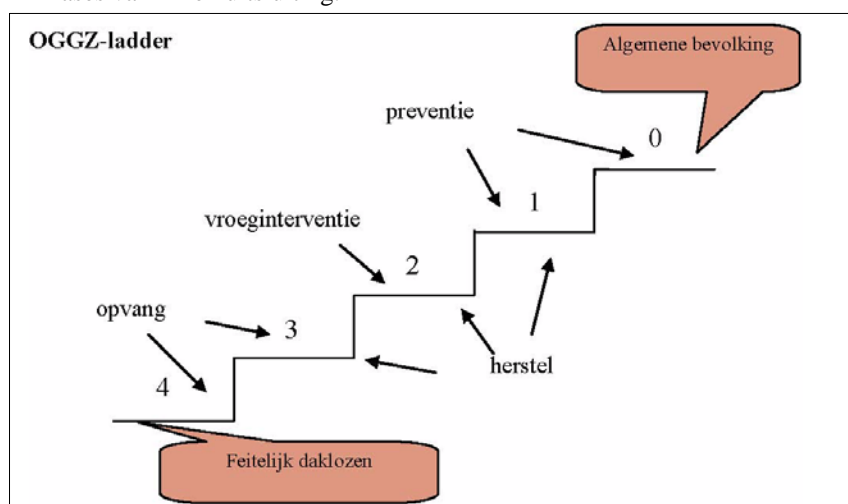 OGGZ-ladder
Algemene bevolking
preventie
0
1
vroeginterventie
2
opvang
3
herstel
4
Feitelijk daklozen